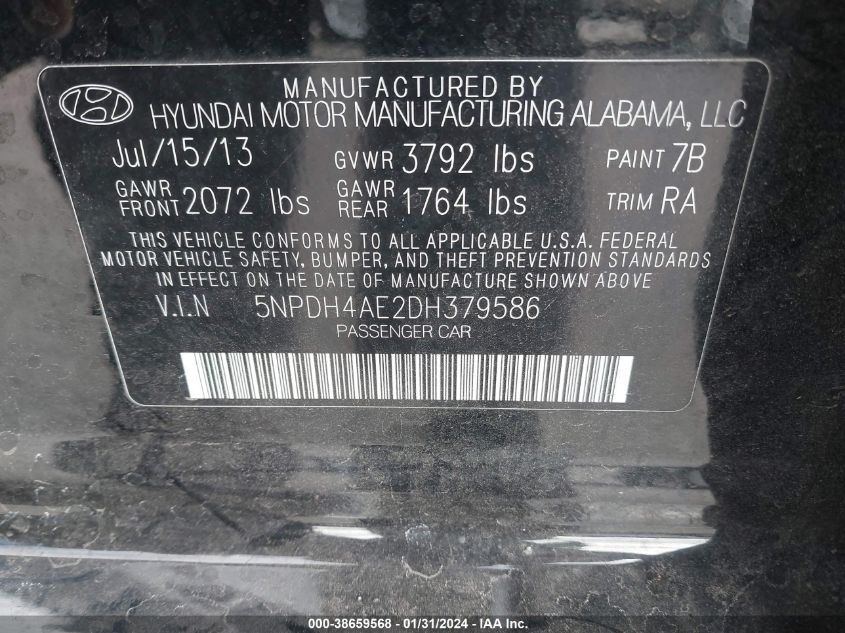 MANUFACTURED BY
HYUNDAI MOTOR MANUFACTURING ALABAMA, LLC
Jul/15/13 GVWR 3792 lbs PAINT 7B
GAWR FRONT 2072 lbs GAWR REAR 1764 lbs TRIM RA
THIS VEHICLE CONFORMS TO ALL APPLICABLE U.S.A. FEDERAL
MOTOR VEHICLE SAFETY, BUMPER, AND THEFT PREVENTION STANDARDS
IN EFFECT ON THE DATE OF MANUFACTURE SHOWN ABOVE.
V.I.N 5NPDH4AE2DH379586
PASSENGER CAR
000-38659568 - 01/31/2024 - IAA Inc.